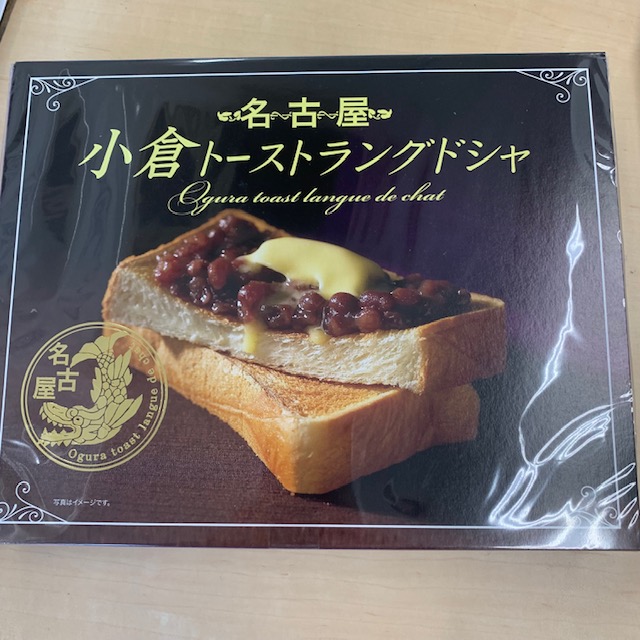 名古屋
小倉トーストラングドシャ
Ogura toast langue de chat
名古屋
Ogura toast langue de
写真はイメージです。